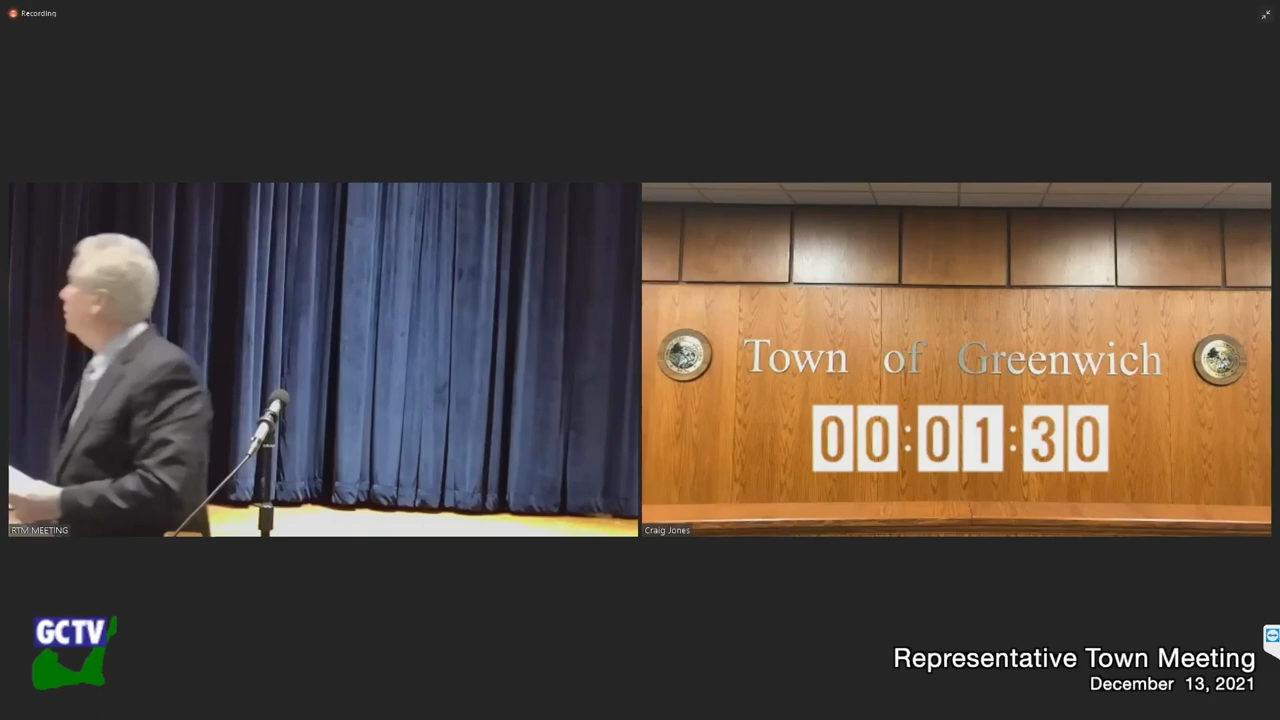 Recording
RTM MEETING
Town of Greenwich
00:01:30
Craig Jones
GCTV
Representative Town Meeting
December 13, 2021